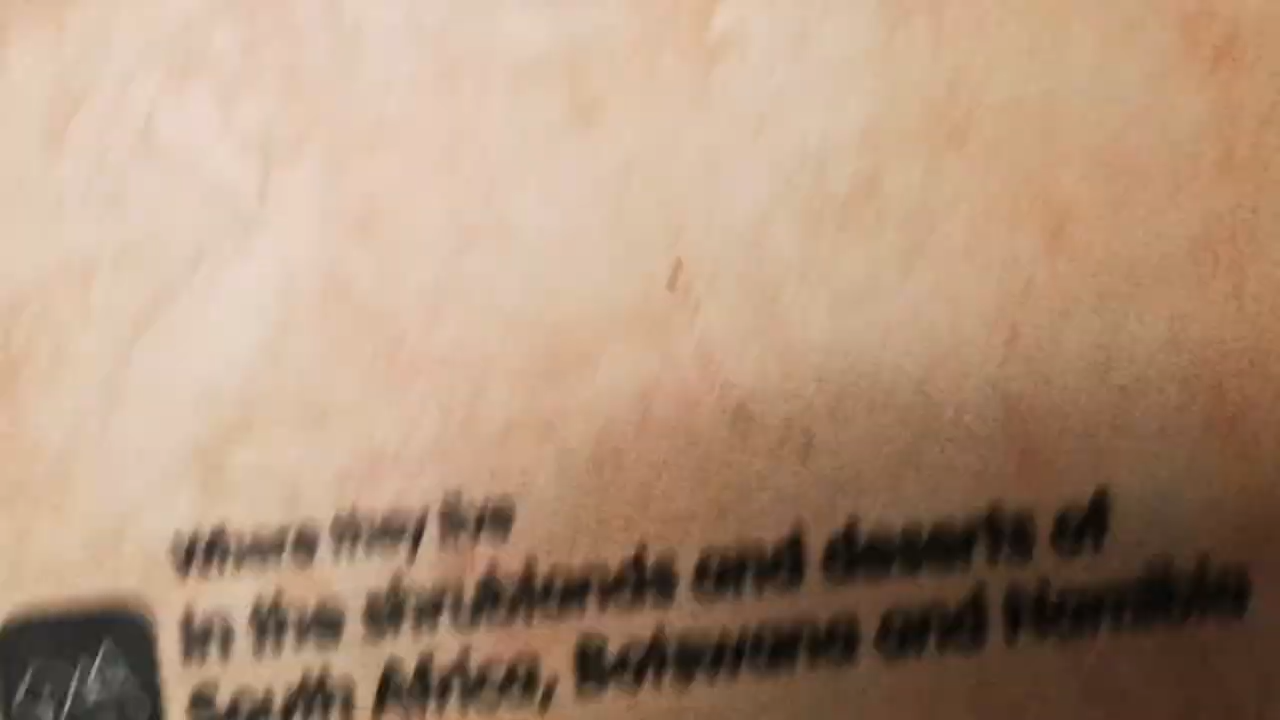 Where they live
In the shrublands and deserts of
South Africa, Botswana and Namibia